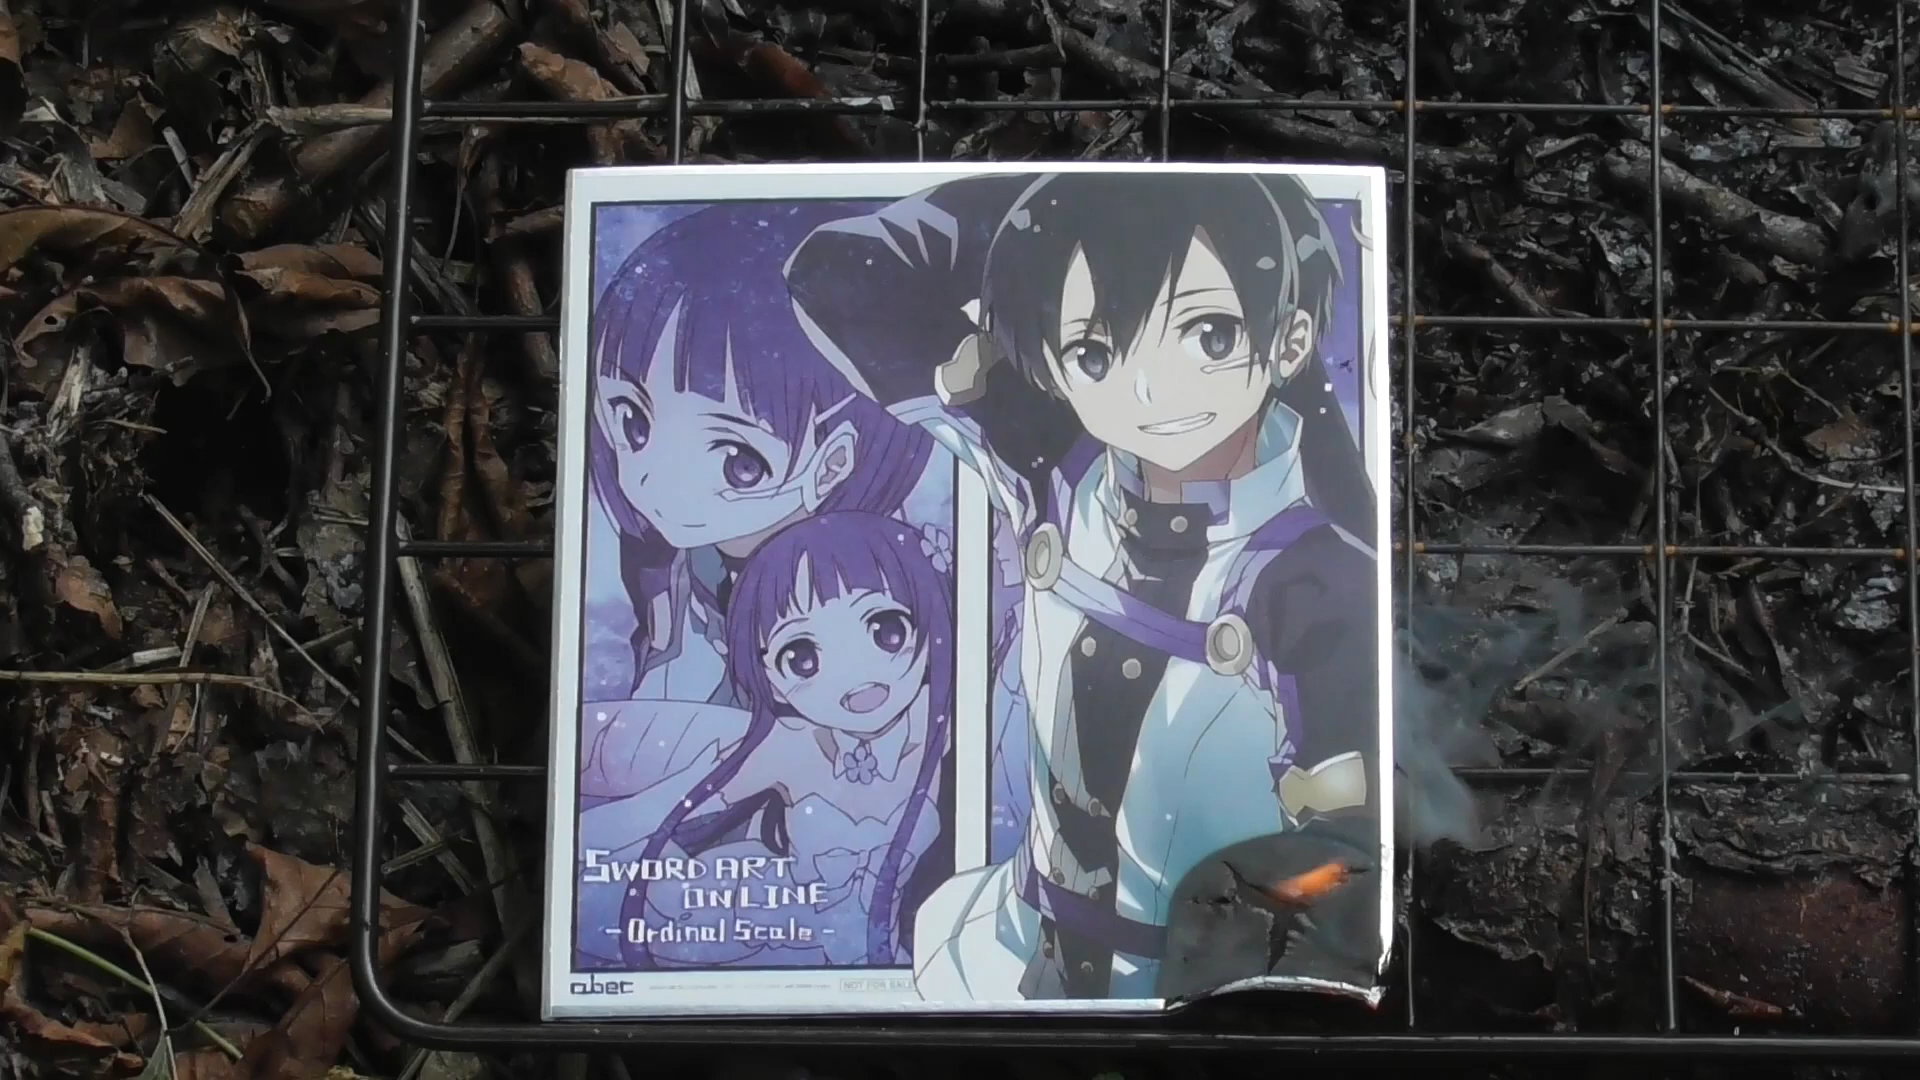 SWORD ART
ONLINE
-Ordinal Scale-
abec
NOT FOR SALE